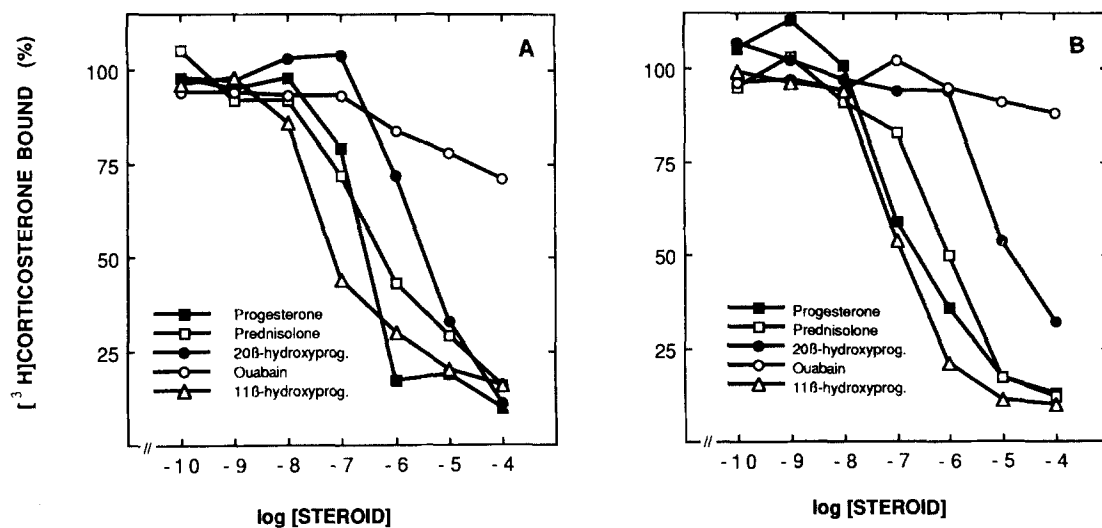 [³H]CORTICOSTERONE BOUND (%)
A
100
75
50
25
Progesterone
Prednisolone
20ß-hydroxyprog.
Ouabain
11ß-hydroxyprog.
//
-10 -9 -8 -7 -6 -5 -4
log [STEROID]
B
100
75
50
25
Progesterone
Prednisolone
20ß-hydroxyprog.
Ouabain
11ß-hydroxyprog.
//
-10 -9 -8 -7 -6 -5 -4
log [STEROID]